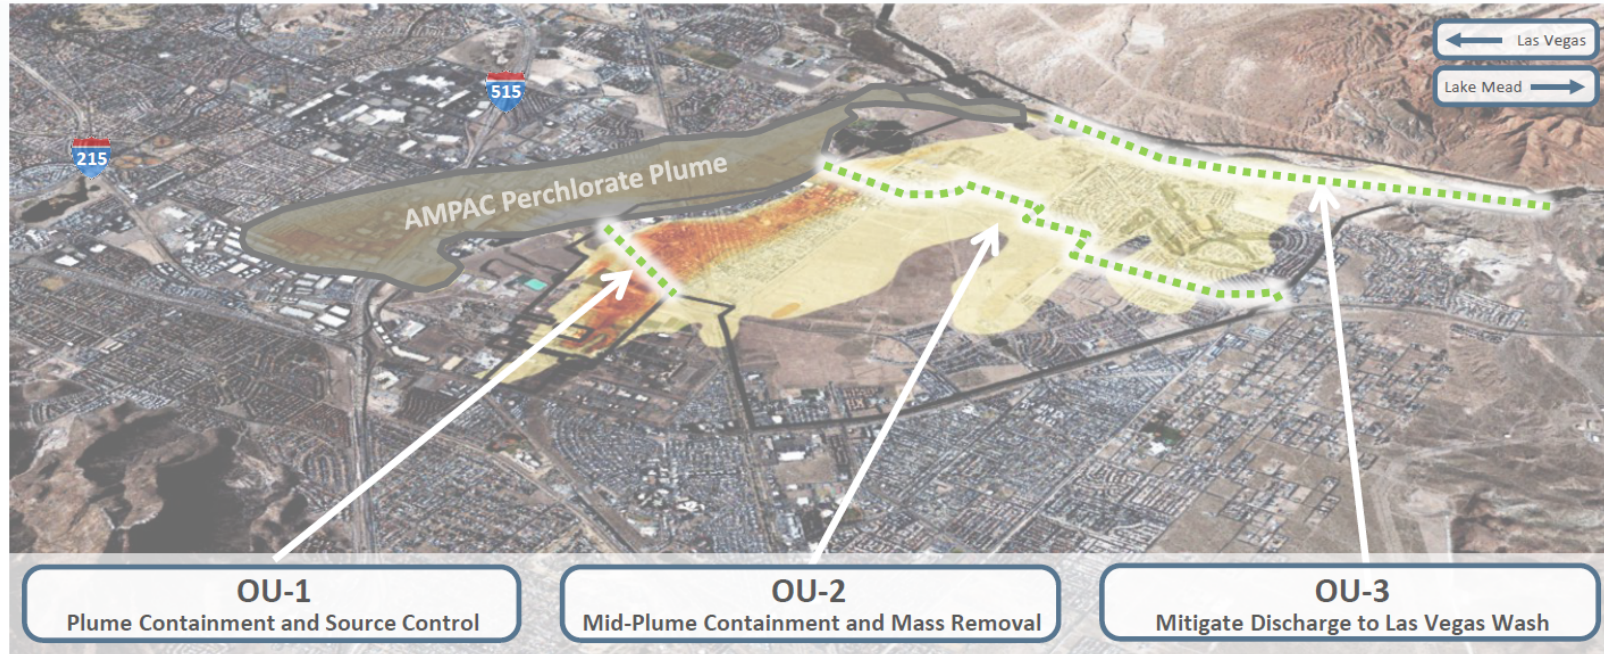 Las Vegas
Lake Mead
515
215
AMPAC Perchlorate Plume
OU-1
Plume Containment and Source Control
OU-2
Mid-Plume Containment and Mass Removal
OU-3
Mitigate Discharge to Las Vegas Wash